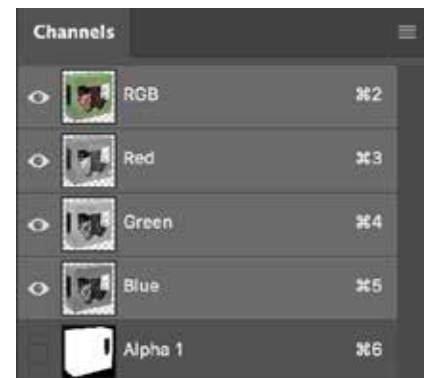 Channels
RGB ⌘2
Red ⌘3
Green ⌘4
Blue ⌘5
Alpha 1 ⌘6